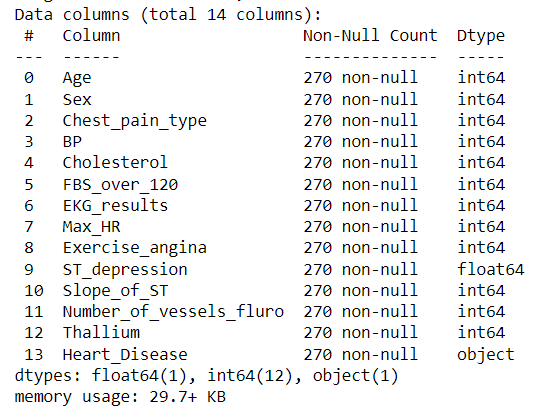 Data columns (total 14 columns):
 #   Column                   Non-Null Count  Dtype
---  ------                   --------------  -----
 0   Age                      270 non-null    int64
 1   Sex                      270 non-null    int64
 2   Chest_pain_type          270 non-null    int64
 3   BP                       270 non-null    int64
 4   Cholesterol              270 non-null    int64
 5   FBS_over_120             270 non-null    int64
 6   EKG_results              270 non-null    int64
 7   Max_HR                   270 non-null    int64
 8   Exercise_angina          270 non-null    int64
 9   ST_depression            270 non-null    float64
 10  Slope_of_ST              270 non-null    int64
 11  Number_of_vessels_fluro  270 non-null    int64
 12  Thallium                 270 non-null    int64
 13  Heart_Disease            270 non-null    object
dtypes: float64(1), int64(12), object(1)
memory usage: 29.7+ KB